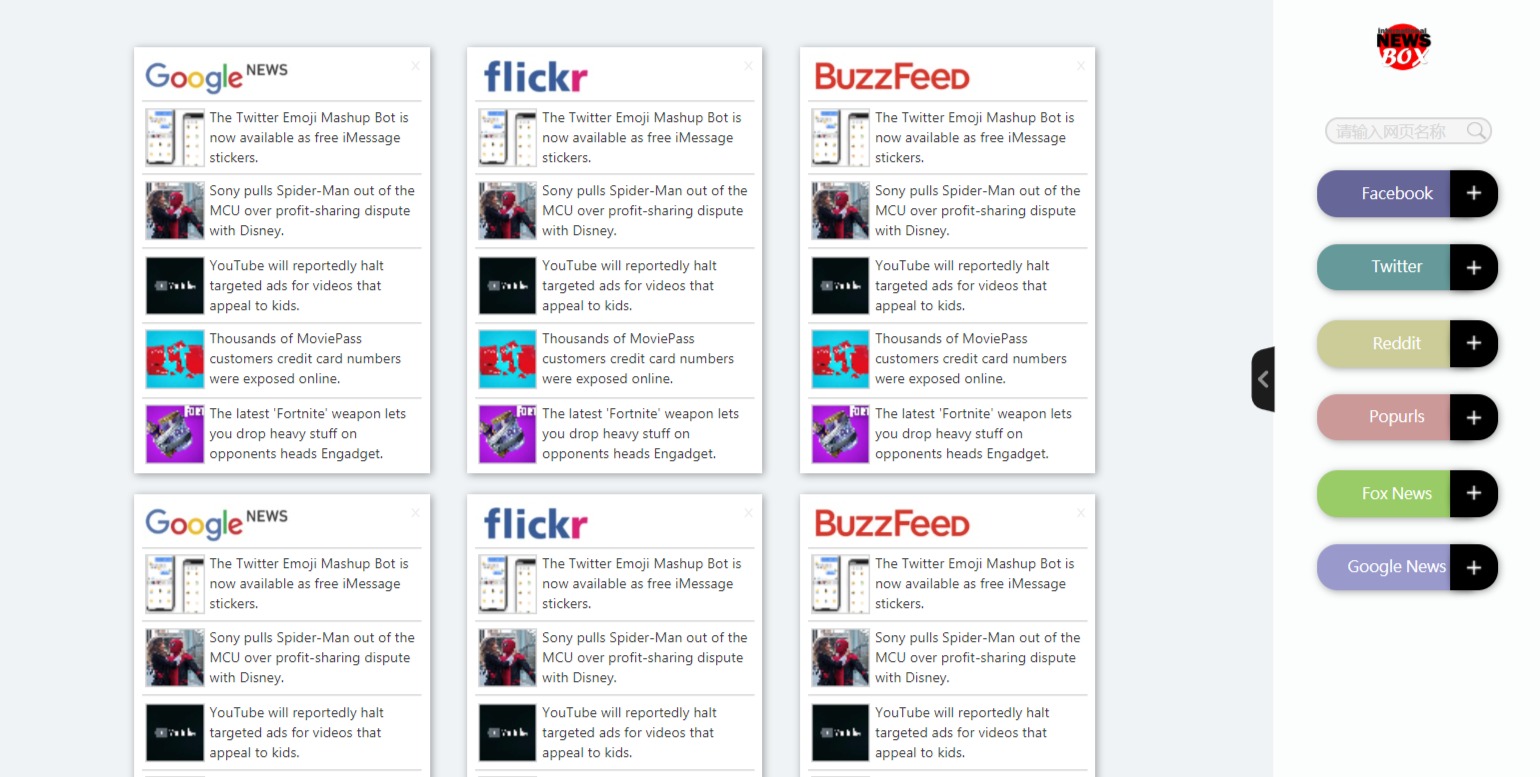 Google NEWS
The Twitter Emoji Mashup Bot is
now available as free iMessage
stickers.
Sony pulls Spider-Man out of the
MCU over profit-sharing dispute
with Disney.
YouTube will reportedly halt
targeted ads for videos that
appeal to kids.
Thousands of MoviePass
customers credit card numbers
were exposed online.
The latest 'Fortnite' weapon lets
you drop heavy stuff on
opponents heads Engadget.
flickr
The Twitter Emoji Mashup Bot is
now available as free iMessage
stickers.
Sony pulls Spider-Man out of the
MCU over profit-sharing dispute
with Disney.
YouTube will reportedly halt
targeted ads for videos that
appeal to kids.
Thousands of MoviePass
customers credit card numbers
were exposed online.
The latest 'Fortnite' weapon lets
you drop heavy stuff on
opponents heads Engadget.
BuzzFeed
The Twitter Emoji Mashup Bot is
now available as free iMessage
stickers.
Sony pulls Spider-Man out of the
MCU over profit-sharing dispute
with Disney.
YouTube will reportedly halt
targeted ads for videos that
appeal to kids.
Thousands of MoviePass
customers credit card numbers
were exposed online.
The latest 'Fortnite' weapon lets
you drop heavy stuff on
opponents heads Engadget.
Google NEWS
The Twitter Emoji Mashup Bot is
now available as free iMessage
stickers.
Sony pulls Spider-Man out of the
MCU over profit-sharing dispute
with Disney.
YouTube will reportedly halt
targeted ads for videos that
appeal to kids.
flickr
The Twitter Emoji Mashup Bot is
now available as free iMessage
stickers.
Sony pulls Spider-Man out of the
MCU over profit-sharing dispute
with Disney.
YouTube will reportedly halt
targeted ads for videos that
appeal to kids.
BuzzFeed
The Twitter Emoji Mashup Bot is
now available as free iMessage
stickers.
Sony pulls Spider-Man out of the
MCU over profit-sharing dispute
with Disney.
YouTube will reportedly halt
targeted ads for videos that
appeal to kids.
International
NEWS
BOX
请输入网页名称
Facebook
Twitter
Reddit
Popurls
Fox News
Google News